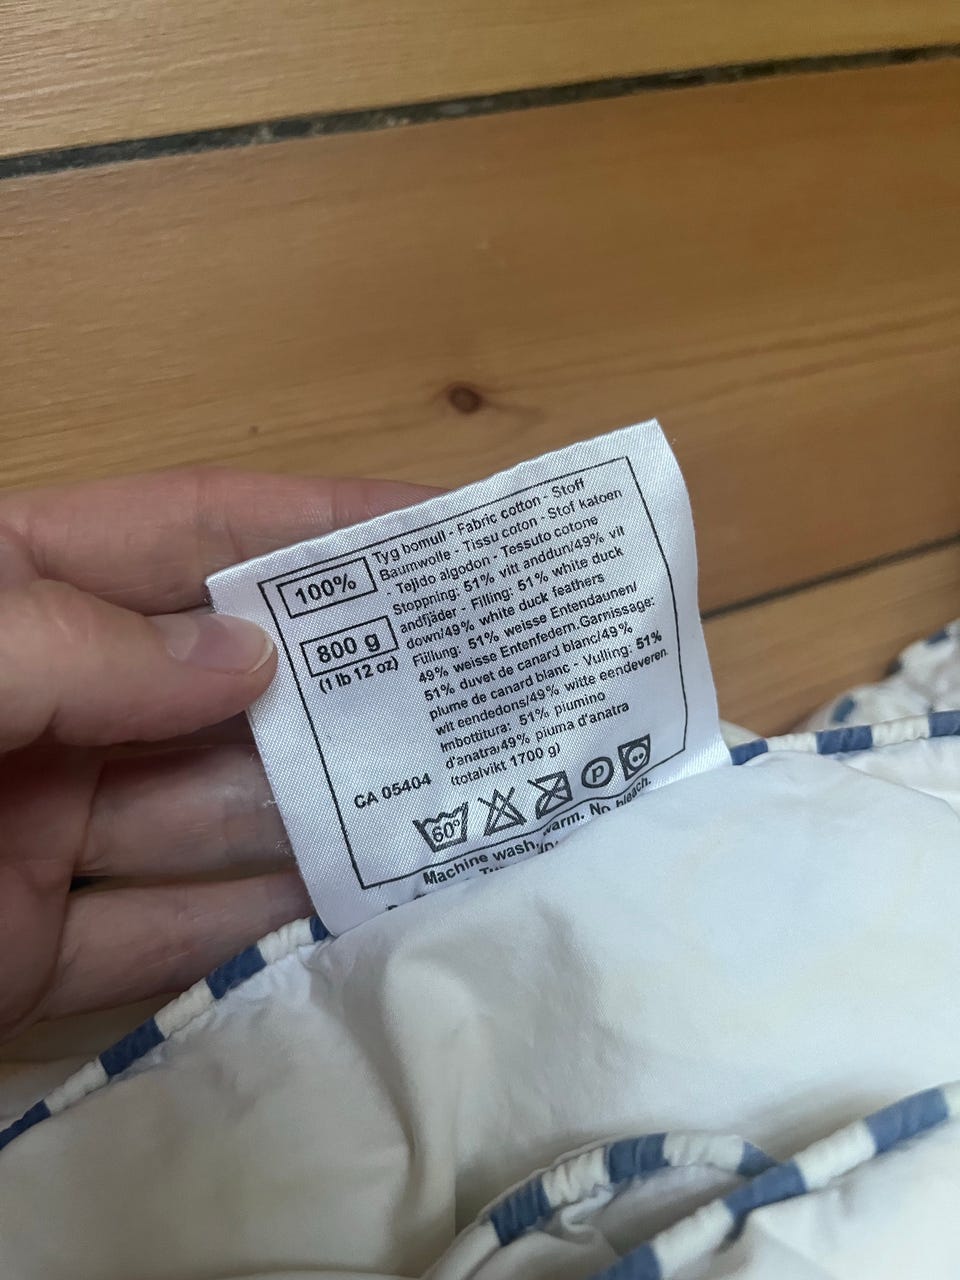 100%
Tyg bomull - Fabric cotton - Stoff
Baumwolle - Tissu coton - Stof katoen
- Tejido algodon - Tessuto cotone
800 g
(1 lb 12 oz)
Stoppning: 51% vitt anddun/49% vit
andfjäder - Filling: 51% white duck
down/49% white duck feathers
Füllung: 51% weisse Entendaunen/
49% weisse Entenfedern.Garnissage:
51% duvet de canard blanc/49%
plume de canard blanc - Vulling: 51%
wit eendedons/49% witte eendeveren
Imbottitura: 51% piumino
d'anatra,49% piuma d'anatra
(totalvikt 1700 g)
CA 05404
60°
P
Machine wash, warm. No bleach.